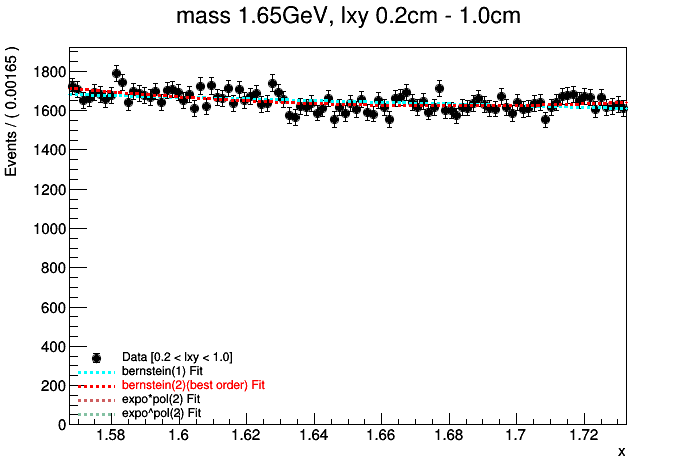 mass 1.65GeV, lxy 0.2cm - 1.0cm
Events / ( 0.00165 )
1800
1600
1400
1200
1000
800
600
400
200
0
Data [0.2 < lxy < 1.0]
bernstein(1) Fit
bernstein(2)(best order) Fit
expo*pol(2) Fit
expo^pol(2) Fit
1.58 1.6 1.62 1.64 1.66 1.68 1.7 1.72
x